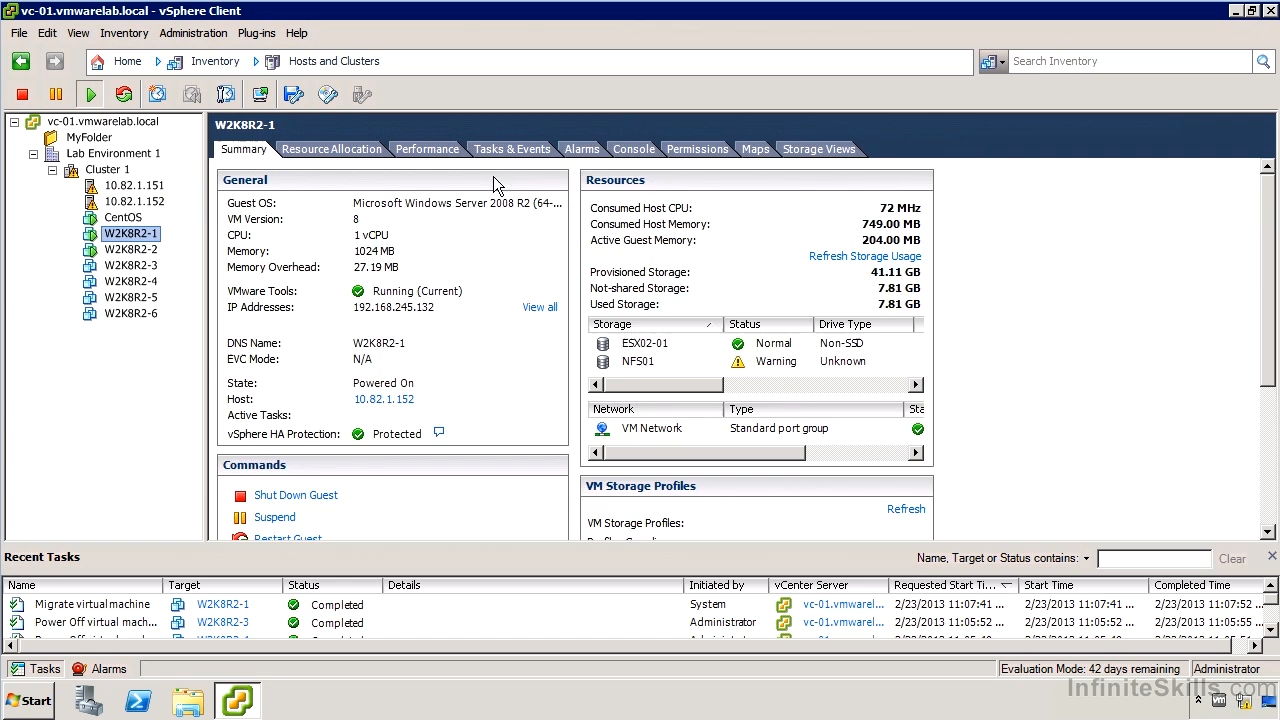 vc-01.vmwarelab.local - vSphere Client
File Edit View Inventory Administration Plug-ins Help
Home Inventory Hosts and Clusters Search Inventory
vc-01.vmwarelab.local
MyFolder
Lab Environment 1
Cluster 1
10.82.1.151
10.82.1.152
CentOS
W2K8R2-1
W2K8R2-2
W2K8R2-3
W2K8R2-4
W2K8R2-5
W2K8R2-6
W2K8R2-1
Summary Resource Allocation Performance Tasks & Events Alarms Console Permissions Maps Storage Views
General
Guest OS: Microsoft Windows Server 2008 R2 (64-...
VM Version: 8
CPU: 1 vCPU
Memory: 1024 MB
Memory Overhead: 27.19 MB
VMware Tools: Running (Current)
IP Addresses: 192.168.245.132 View all
DNS Name: W2K8R2-1
EVC Mode: N/A
State: Powered On
Host: 10.82.1.152
Active Tasks:
vSphere HA Protection: Protected
Commands
Shut Down Guest
Suspend
Restart Guest
Resources
Consumed Host CPU: 72 MHz
Consumed Host Memory: 749.00 MB
Active Guest Memory: 204.00 MB
Refresh Storage Usage
Provisioned Storage: 41.11 GB
Not-shared Storage: 7.81 GB
Used Storage: 7.81 GB
Storage Status Drive Type
ESX02-01 Normal Non-SSD
NFS01 Warning Unknown
Network Type Sta
VM Network Standard port group
VM Storage Profiles
Refresh
VM Storage Profiles:
Recent Tasks Name, Target or Status contains: Clear
Name Target Status Details Initiated by vCenter Server Requested Start Ti... Start Time Completed Time
Migrate virtual machine W2K8R2-1 Completed System vc-01.vmwarel... 2/23/2013 11:07:41 ... 2/23/2013 11:07:41 ... 2/23/2013 11:07:52 ...
Power Off virtual mach... W2K8R2-3 Completed Administrator vc-01.vmwarel... 2/23/2013 11:05:52 ... 2/23/2013 11:05:52 ... 2/23/2013 11:05:55 ...
Tasks Alarms Evaluation Mode: 42 days remaining Administrator
Start InfiniteSkills.com